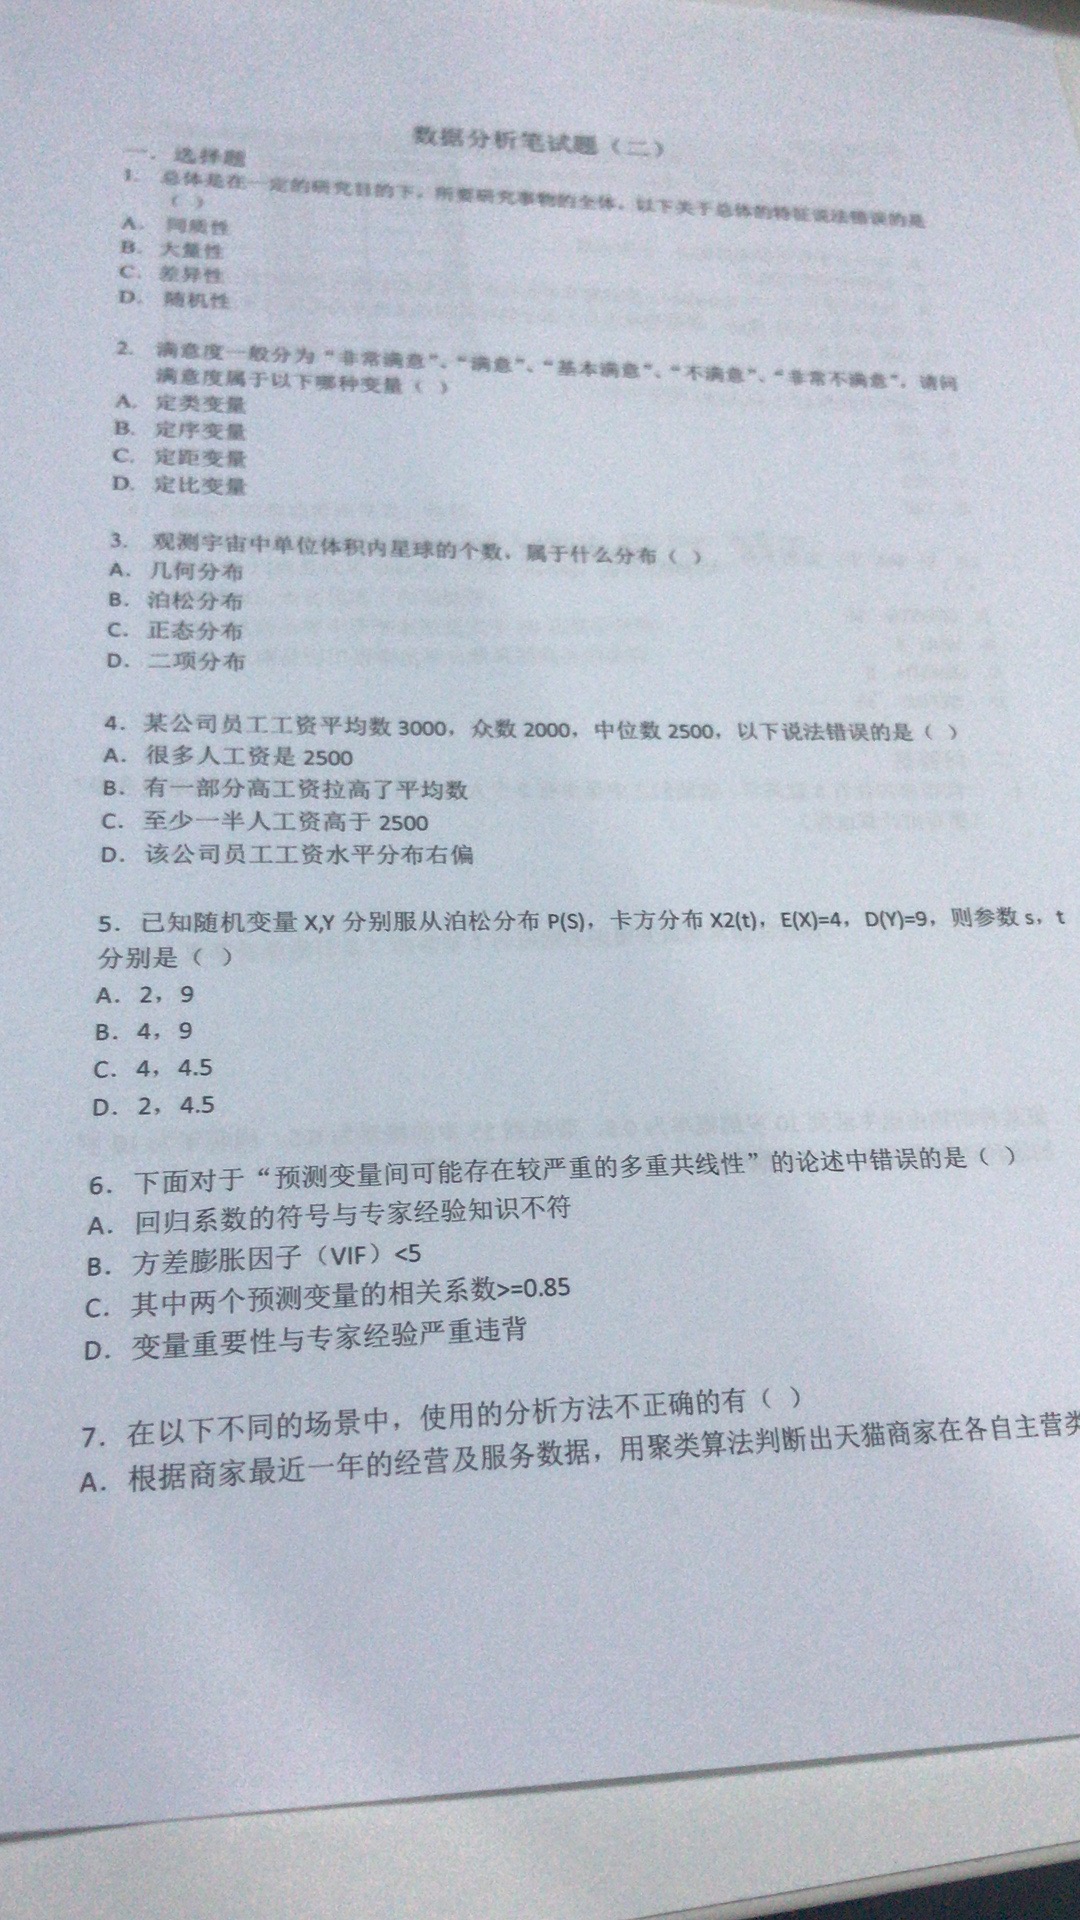 数据分析笔试题（二）
一．选择题
1. 总体是在一定的研究目的下，所要研究事物的全体，以下关于总体的特征说法错误的是
（ ）
A. 同质性
B. 大量性
C. 差异性
D. 随机性
2. 满意度一般分为“非常满意”、“满意”、“基本满意”、“不满意”、“非常不满意”，请问
满意度属于以下哪种变量（ ）
A. 定类变量
B. 定序变量
C. 定距变量
D. 定比变量
3. 观测宇宙中单位体积内星球的个数，属于什么分布（ ）
A. 几何分布
B. 泊松分布
C. 正态分布
D. 二项分布
4. 某公司员工工资平均数 3000，众数 2000，中位数 2500，以下说法错误的是（ ）
A. 很多人工资是 2500
B. 有一部分高工资拉高了平均数
C. 至少一半人工资高于 2500
D. 该公司员工工资水平分布右偏
5. 已知随机变量 X,Y 分别服从泊松分布 P(S)，卡方分布 X2(t)，E(X)=4，D(Y)=9，则参数 s，t
分别是（ ）
A. 2，9
B. 4，9
C. 4，4.5
D. 2，4.5
6. 下面对于“预测变量间可能存在较严重的多重共线性”的论述中错误的是（ ）
A. 回归系数的符号与专家经验知识不符
B. 方差膨胀因子（VIF）<5
C. 其中两个预测变量的相关系数>=0.85
D. 变量重要性与专家经验严重违背
7. 在以下不同的场景中，使用的分析方法不正确的有（ ）
A. 根据商家最近一年的经营及服务数据，用聚类算法判断出天猫商家在各自主营类